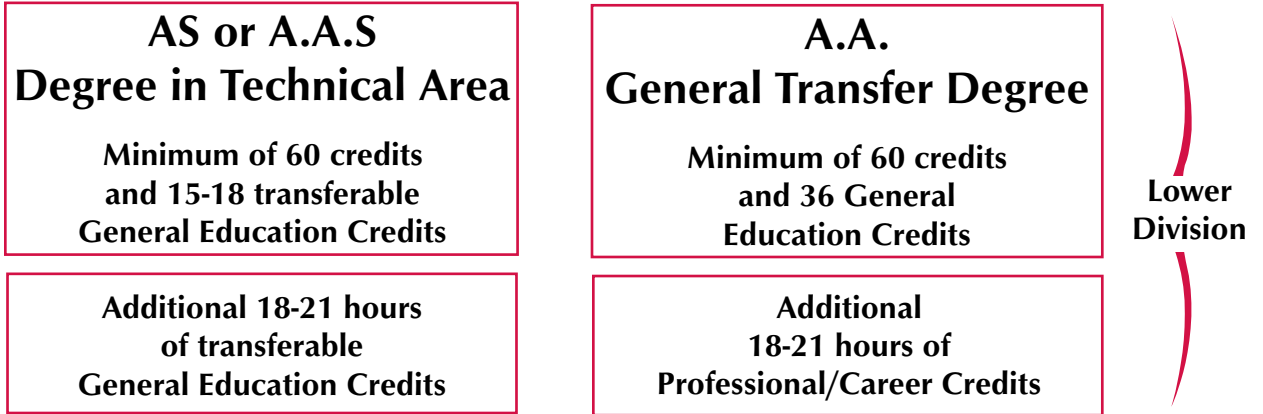 AS or A.A.S
Degree in Technical Area
Minimum of 60 credits
and 15-18 transferable
General Education Credits
Additional 18-21 hours
of transferable
General Education Credits
A.A.
General Transfer Degree
Minimum of 60 credits
and 36 General
Education Credits
Additional
18-21 hours of
Professional/Career Credits
Lower
Division